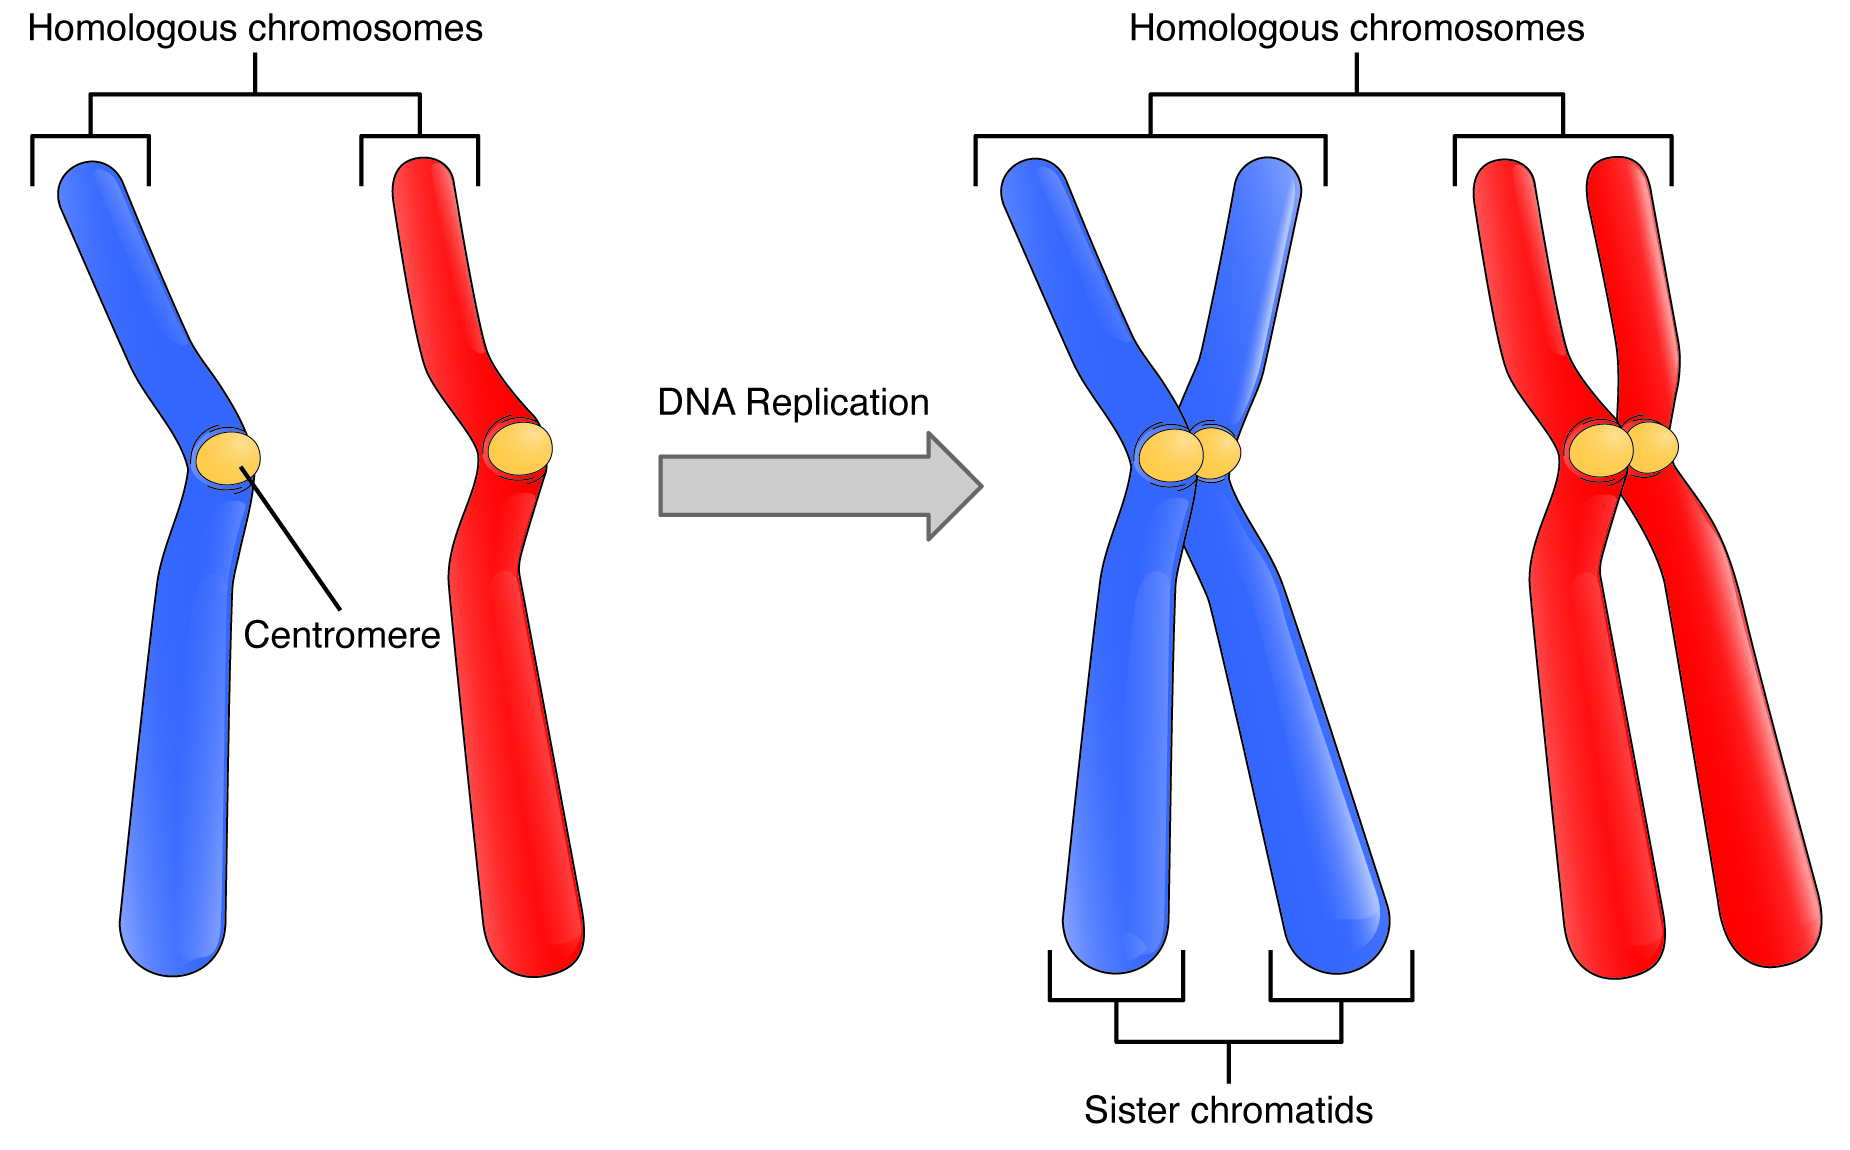 Homologous chromosomes
Homologous chromosomes
DNA Replication
Centromere
Sister chromatids